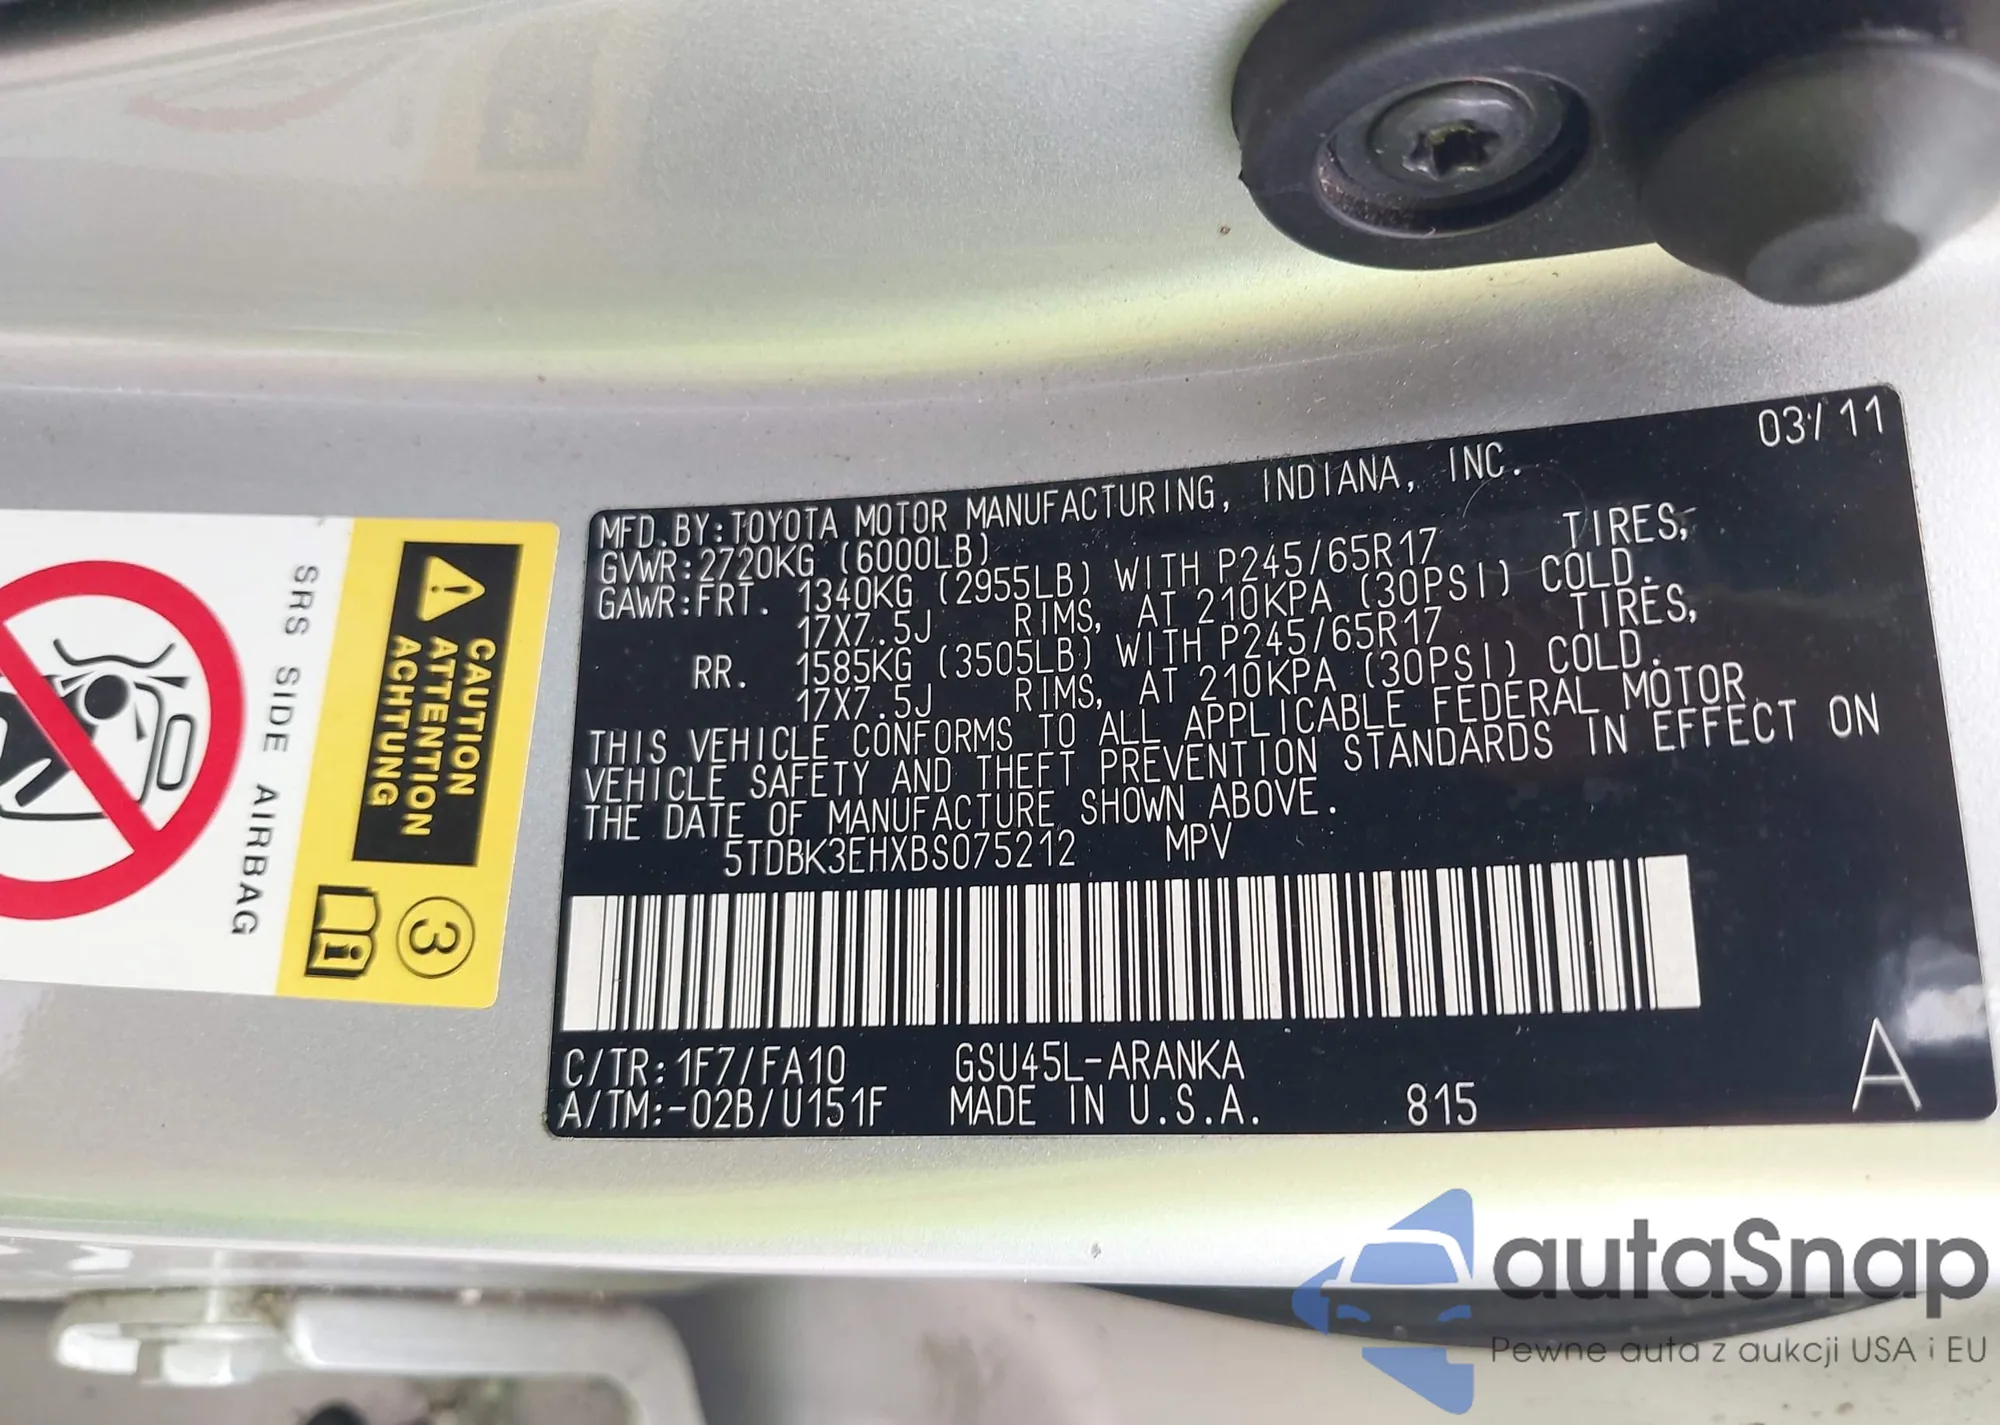 03/11
MFD.BY:TOYOTA MOTOR MANUFACTURING, INDIANA, INC.
GVWR:2720KG (6000LB)
GAWR:FRT. 1340KG (2955LB) WITH P245/65R17 TIRES,
17X7.5J RIMS, AT 210KPA (30PSI) COLD.
RR. 1585KG (3505LB) WITH P245/65R17 TIRES,
17X7.5J RIMS, AT 210KPA (30PSI) COLD.
THIS VEHICLE CONFORMS TO ALL APPLICABLE FEDERAL MOTOR
VEHICLE SAFETY AND THEFT PREVENTION STANDARDS IN EFFECT ON
THE DATE OF MANUFACTURE SHOWN ABOVE.
5TDBK3EHXBS075212 MPV
C/TR:1F7/FA10 GSU45L-ARANKA
A/TM:-02B/U151F MADE IN U.S.A. 815
A
CAUTION
ATTENTION
ACHTUNG
3
i
SRS SIDE AIRBAG
autaSnap
Pewne auta z aukcji USA i EU